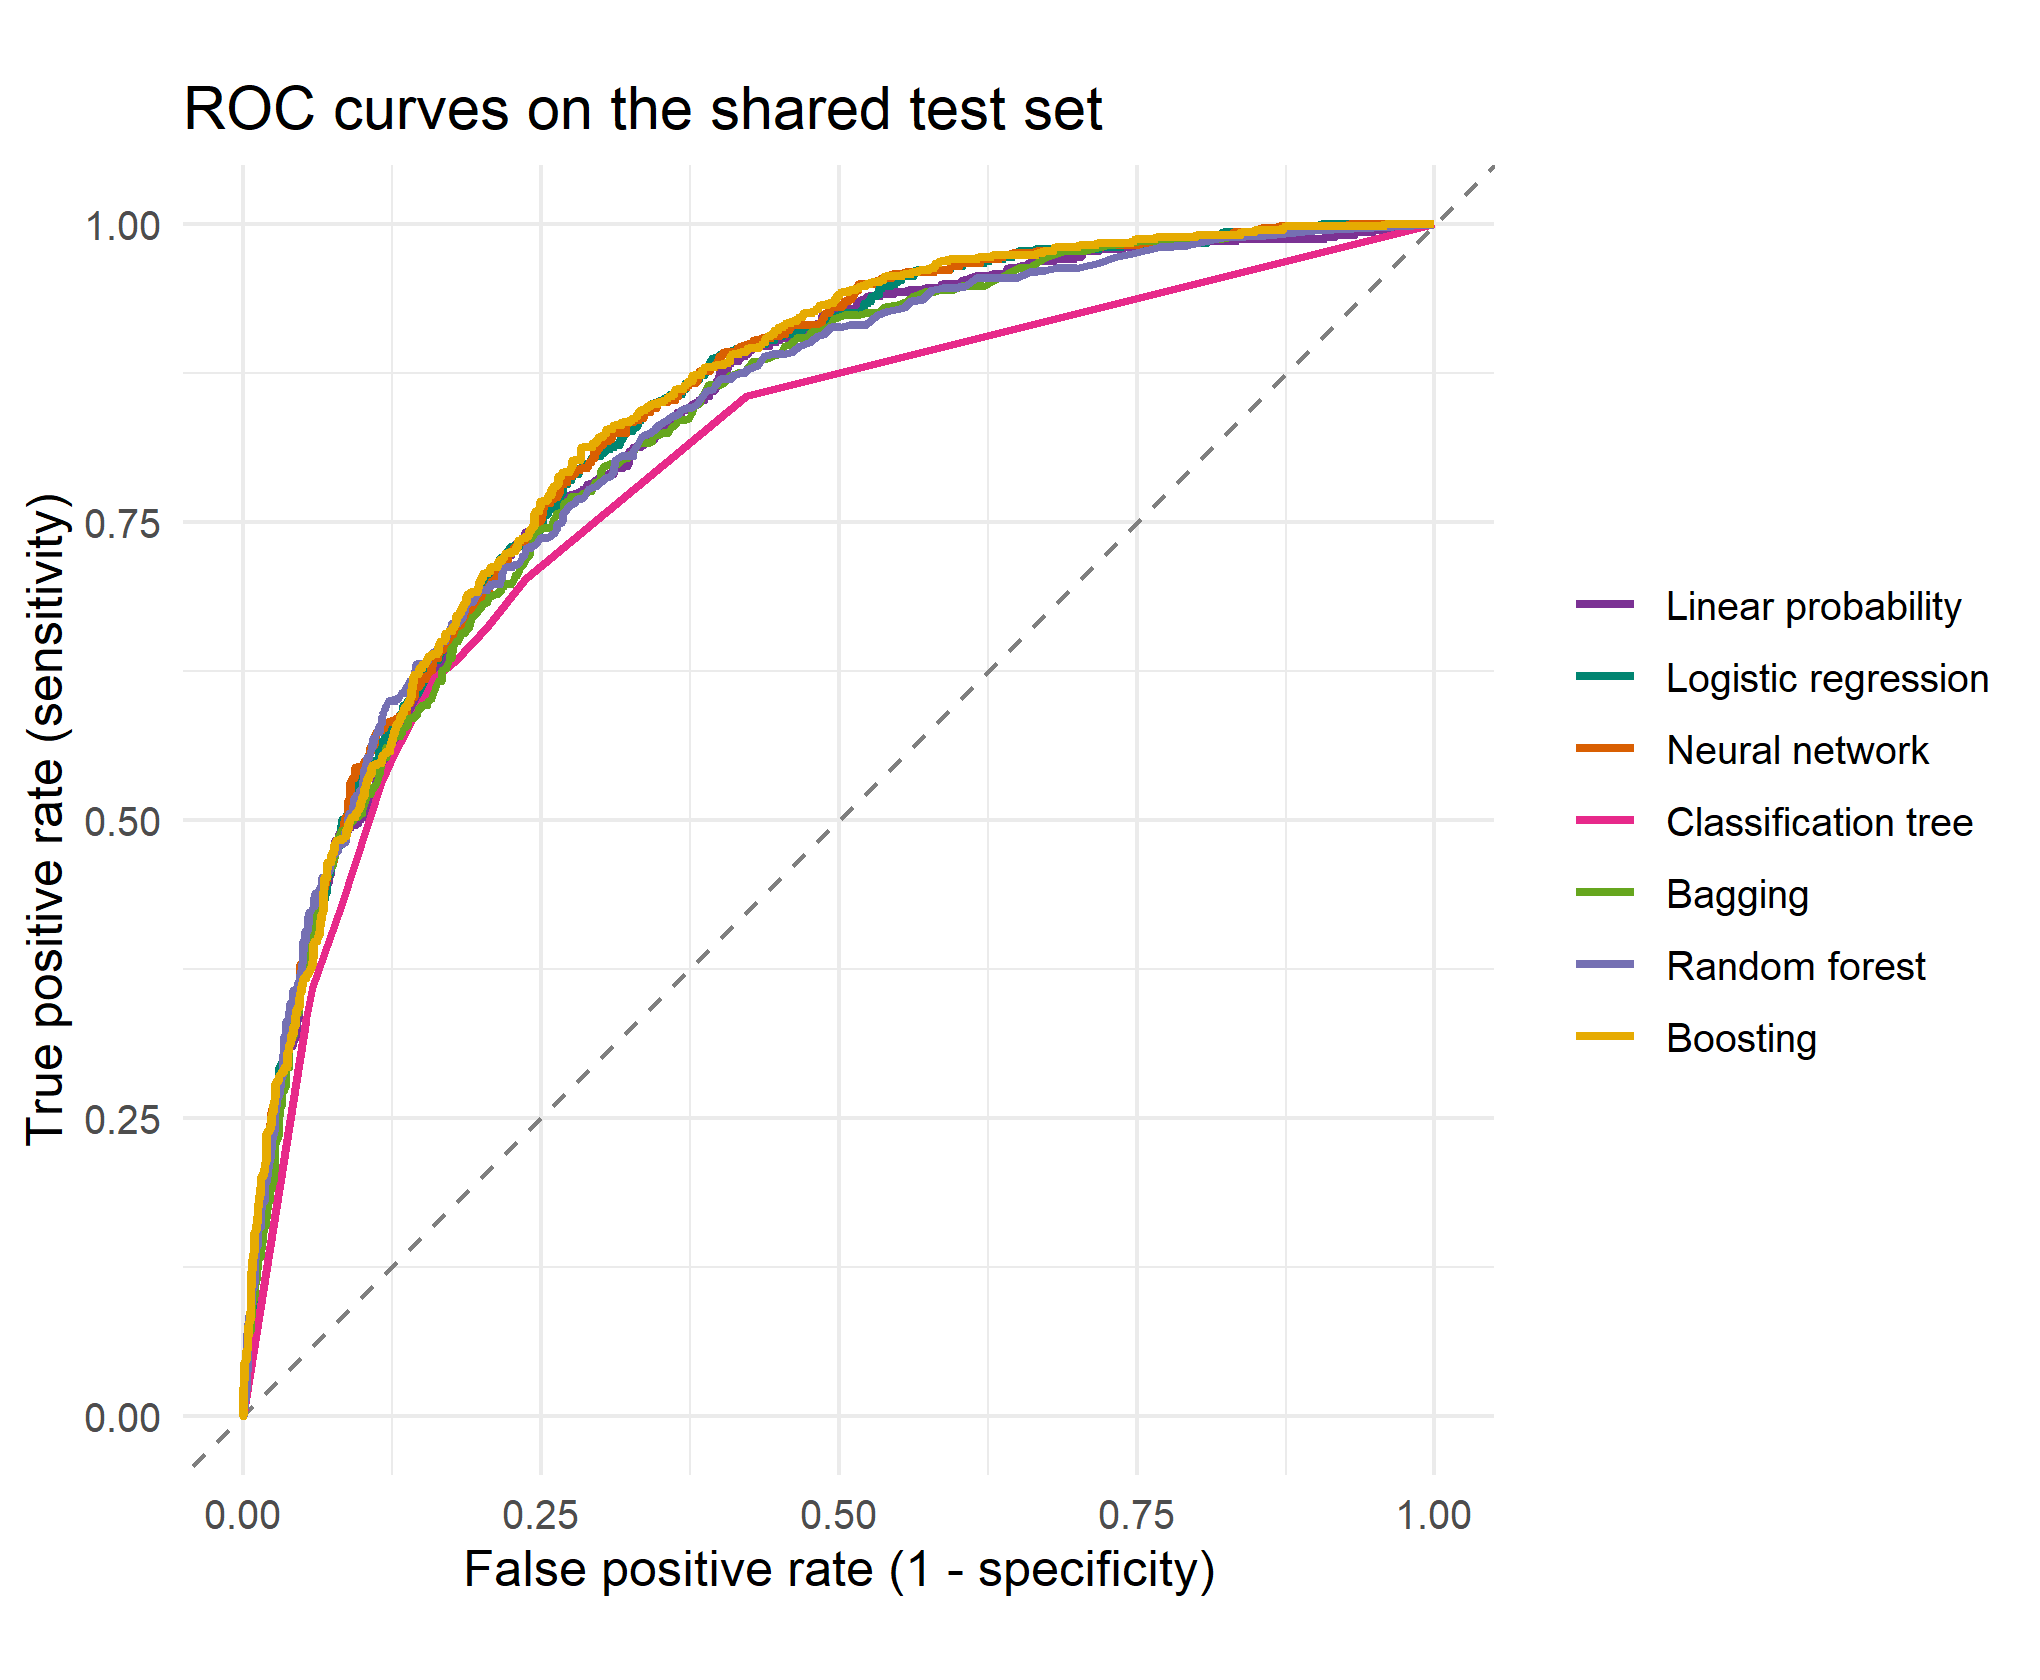 ROC curves on the shared test set
True positive rate (sensitivity)
1.00
0.75
0.50
0.25
0.00
0.00 0.25 0.50 0.75 1.00
False positive rate (1 - specificity)
Linear probability
Logistic regression
Neural network
Classification tree
Bagging
Random forest
Boosting